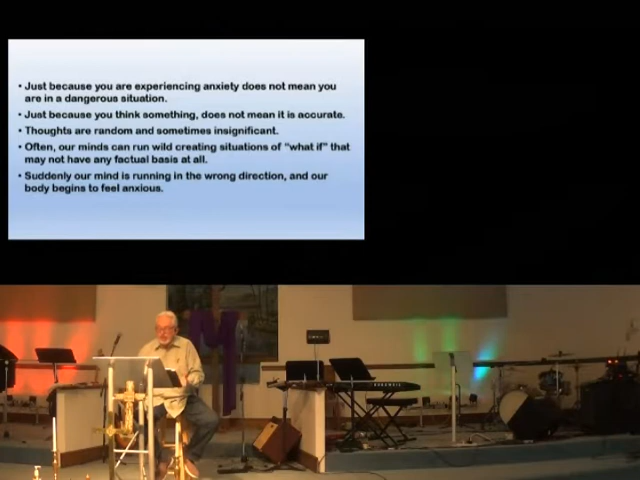 • Just because you are experiencing anxiety does not mean you
are in a dangerous situation.
• Just because you think something, does not mean it is accurate.
• Thoughts are random and sometimes insignificant.
• Often, our minds can run wild creating situations of “what if” that
may not have any factual basis at all.
• Suddenly our mind is running in the wrong direction, and our
body begins to feel anxious.